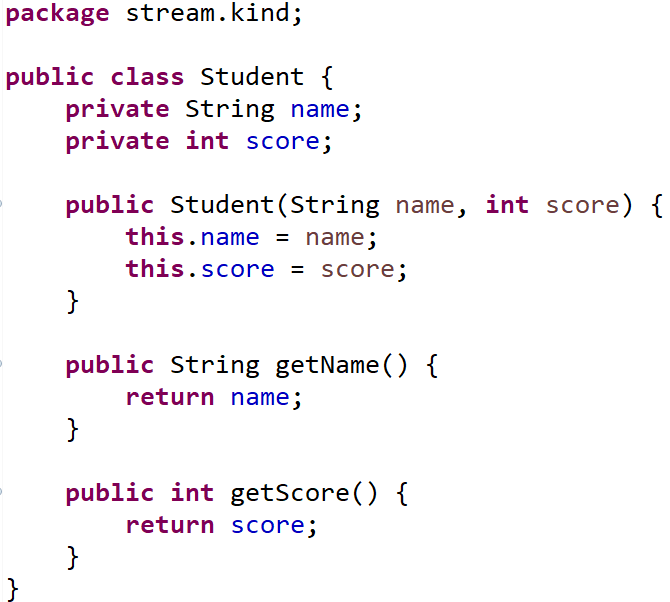 package stream.kind;
public class Student {
private String name;
private int score;
public Student(String name, int score) {
this.name = name;
this.score = score;
}
public String getName() {
return name;
}
public int getScore() {
return score;
}
}